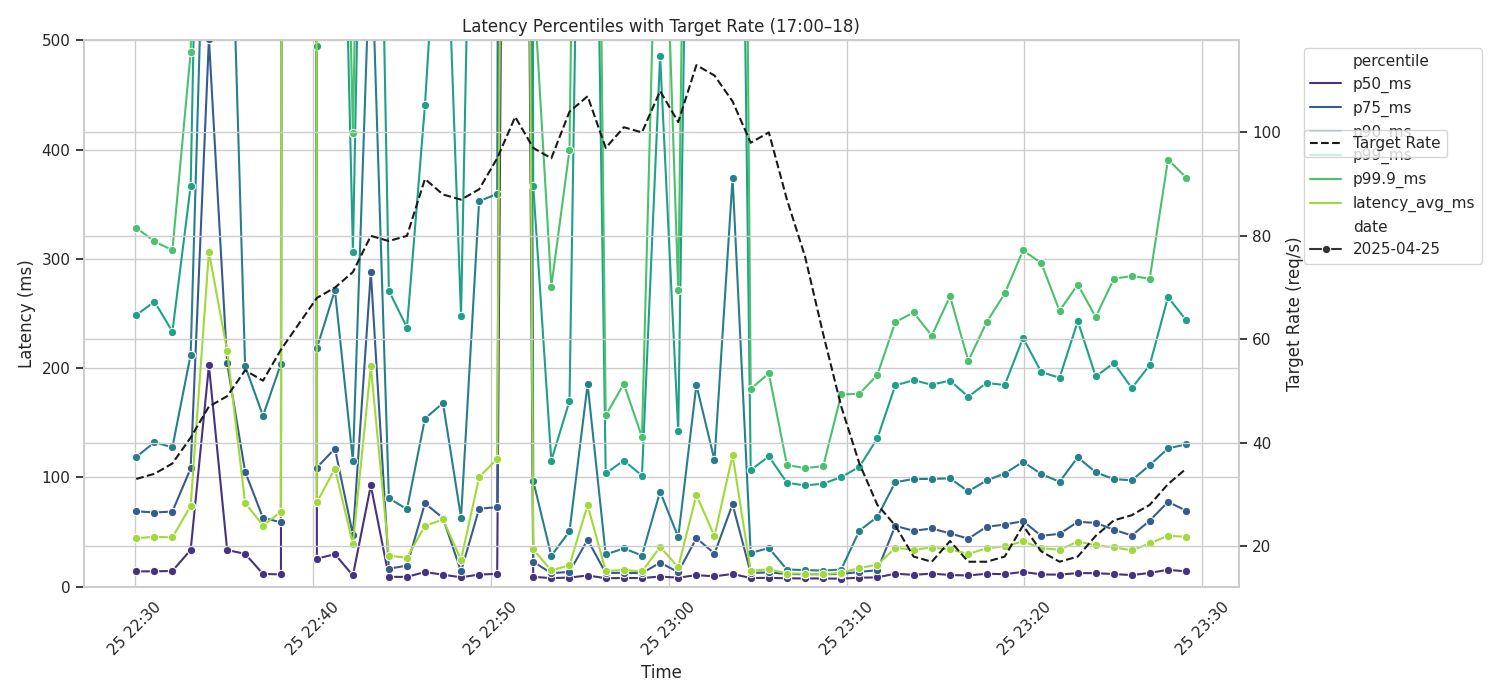 Latency Percentiles with Target Rate (17:00–18)
500
400
300
200
100
0
Latency (ms)
25 22:30
25 22:40
25 22:50
25 23:00
25 23:10
25 23:20
25 23:30
Time
100
80
60
40
20
Target Rate (req/s)
percentile
p50_ms
p75_ms
p90_ms
Target Rate
p99_ms
p99.9_ms
latency_avg_ms
date
2025-04-25